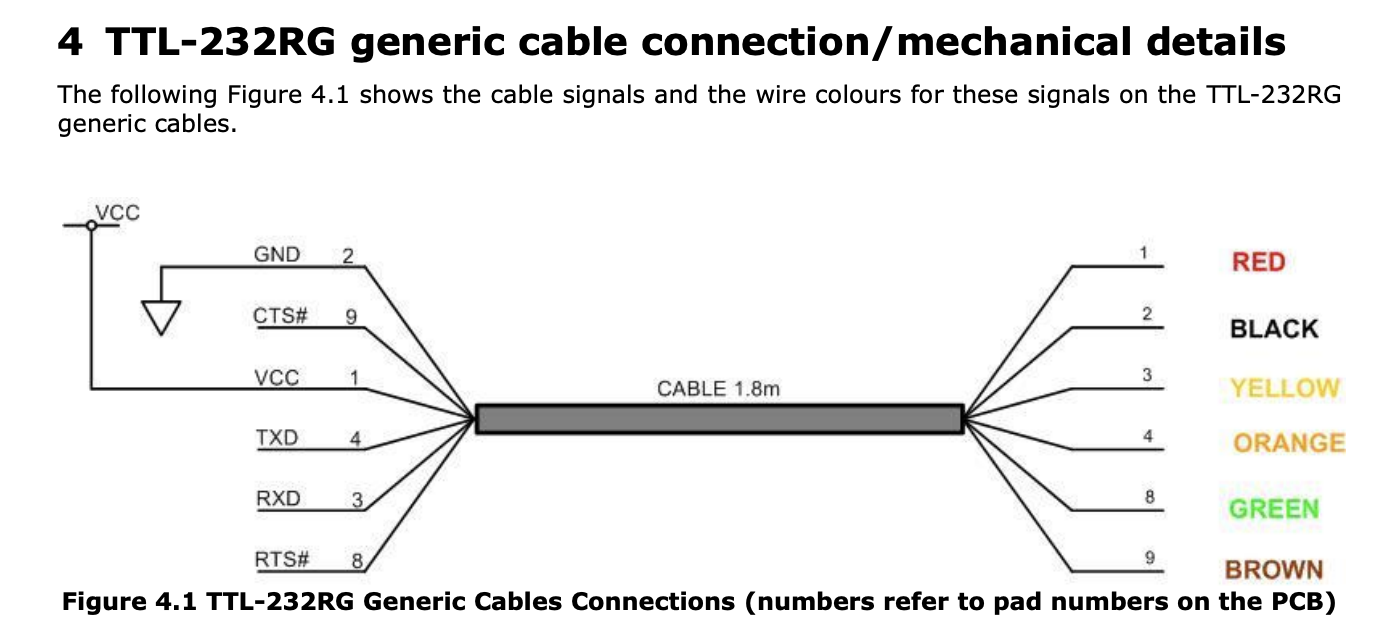 4 TTL-232RG generic cable connection/mechanical details
The following Figure 4.1 shows the cable signals and the wire colours for these signals on the TTL-232RG
generic cables.
VCC
GND 2
CTS# 9
VCC 1
TXD 4
RXD 3
RTS# 8
CABLE 1.8m
1 RED
2 BLACK
3 YELLOW
4 ORANGE
8 GREEN
9 BROWN
Figure 4.1 TTL-232RG Generic Cables Connections (numbers refer to pad numbers on the PCB)